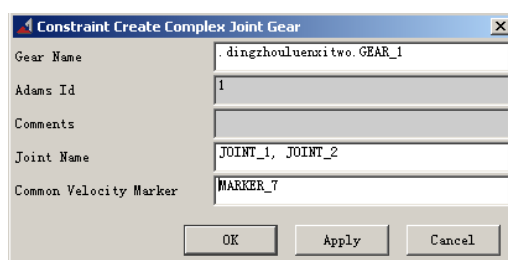 Constraint Create Complex Joint Gear
Gear Name .dingzhouluenxitwo.GEAR_1
Adams Id 1
Comments
Joint Name JOINT_1, JOINT_2
Common Velocity Marker MARKER_7
OK Apply Cancel